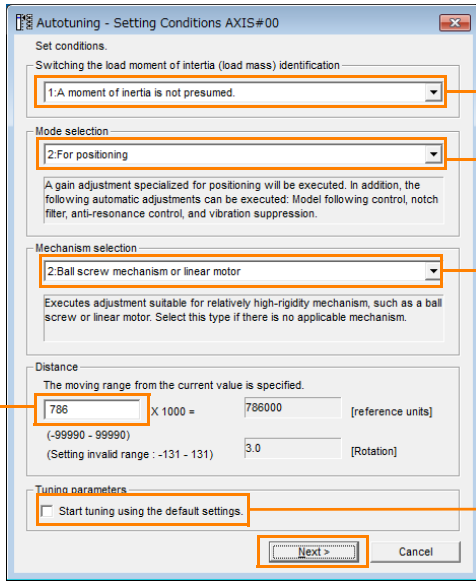 Autotuning - Setting Conditions AXIS#00
Set conditions.
Switching the load moment of intertia (load mass) identification
1:A moment of inertia is not presumed.
Mode selection
2:For positioning
A gain adjustment specialized for positioning will be executed. In addition, the
following automatic adjustments can be executed: Model following control, notch
filter, anti-resonance control, and vibration suppression.
Mechanism selection
2:Ball screw mechanism or linear motor
Executes adjustment suitable for relatively high-rigidity mechanism, such as a ball
screw or linear motor. Select this type if there is no applicable mechanism.
Distance
The moving range from the current value is specified.
786 X 1000 = 786000 [reference units]
(-99990 - 99990)
(Setting invalid range : -131 - 131) 3.0 [Rotation]
Tuning parameters
Start tuning using the default settings.
Next > Cancel